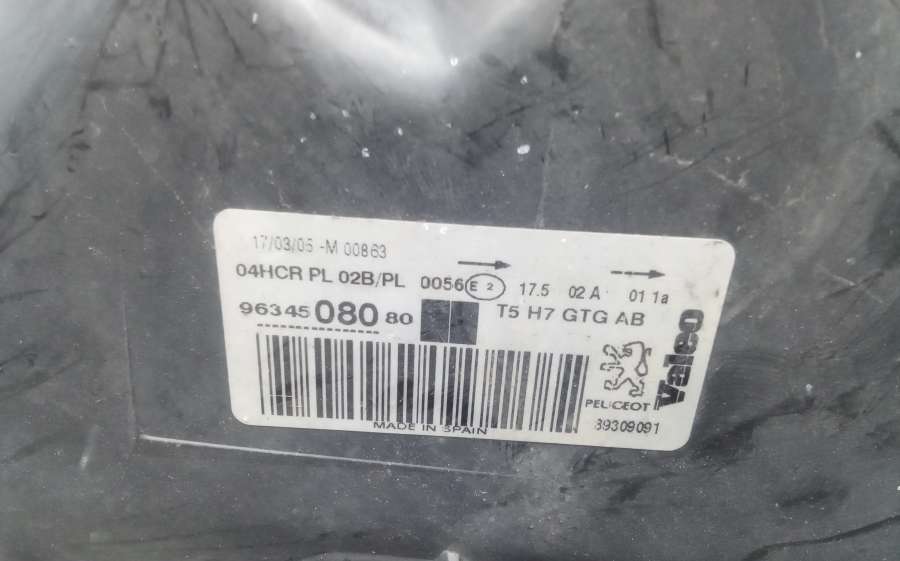 17/03/05 -M 00863
04HCR PL 02B/PL 0056 E 2 17.5 02 A 01 1a
96345 080 80 T5 H7 GTG AB
PEUGEOT
Valeo
89309091
MADE IN SPAIN